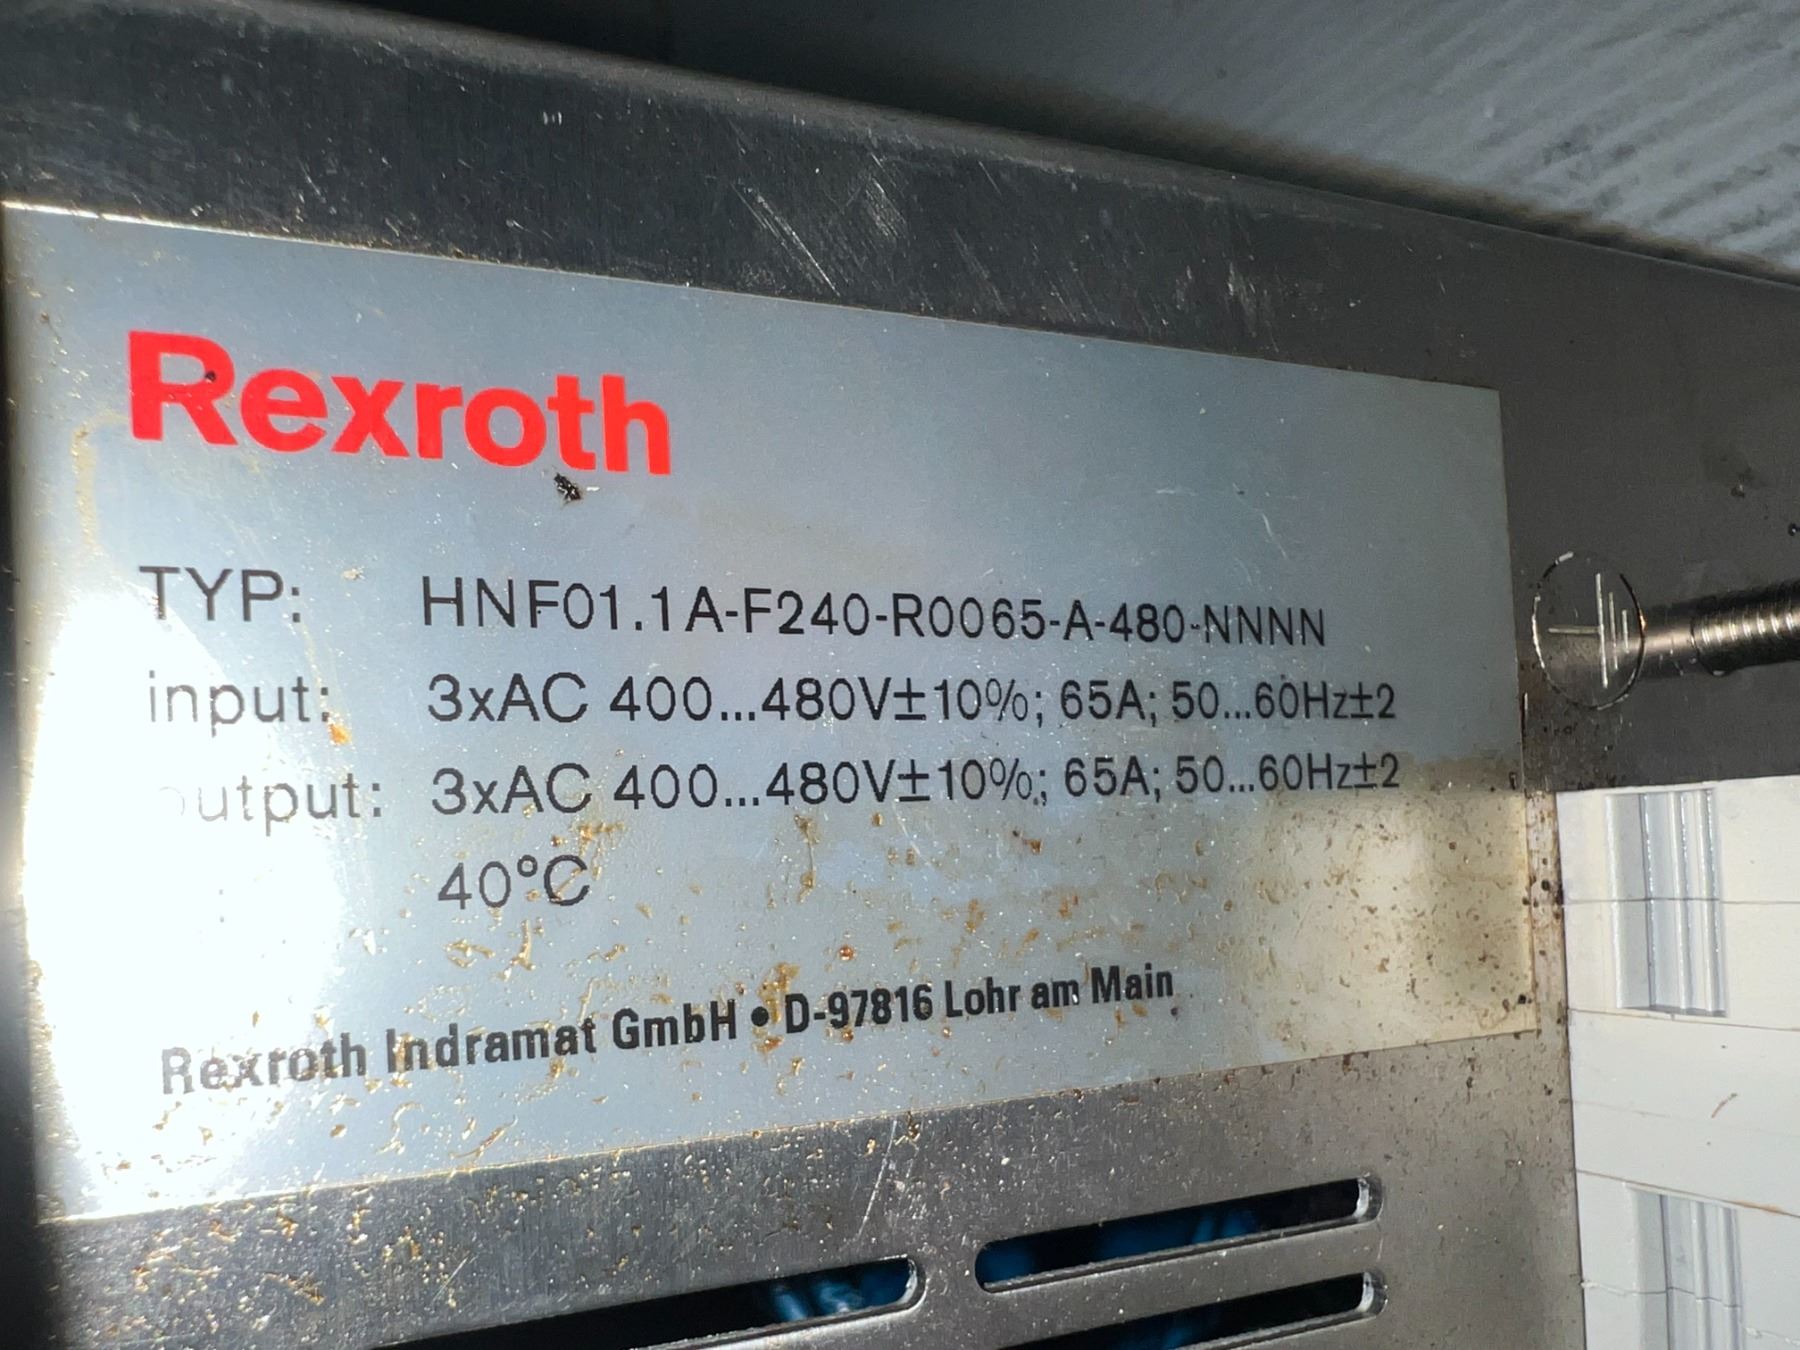 Rexroth
TYP: HNF01.1A-F240-R0065-A-480-NNNN
input: 3xAC 400...480V±10%; 65A; 50...60Hz±2
output: 3xAC 400...480V±10%; 65A; 50...60Hz±2
40°C
Rexroth Indramat GmbH • D-97816 Lohr am Main